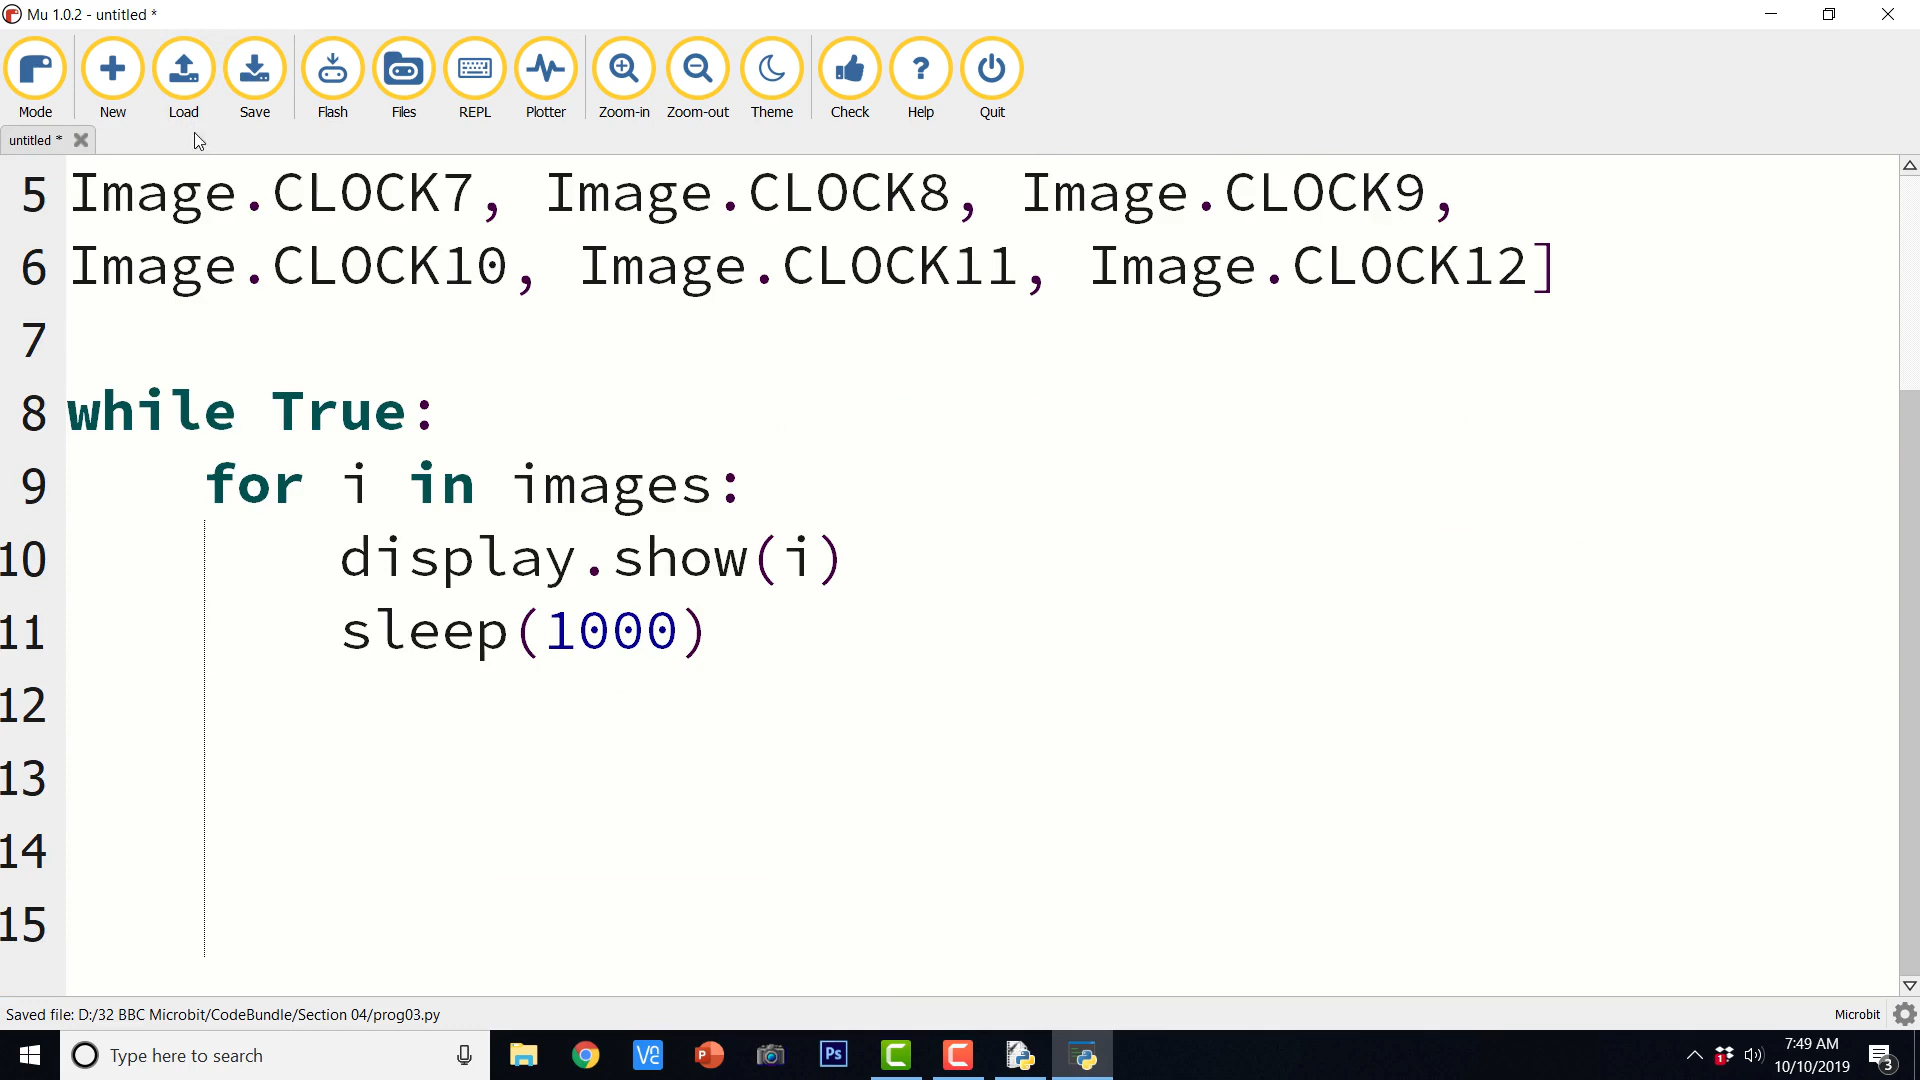 Mu 1.0.2 - untitled *
Mode New Load Save Flash Files REPL Plotter Zoom-in Zoom-out Theme Check Help Quit
untitled *
5 Image.CLOCK7, Image.CLOCK8, Image.CLOCK9,
6 Image.CLOCK10, Image.CLOCK11, Image.CLOCK12]
7
8 while True:
9 for i in images:
10 display.show(i)
11 sleep(1000)
12
13
14
15
Saved file: D:/32 BBC Microbit/CodeBundle/Section 04/prog03.py
Microbit
Type here to search
Ps
7:49 AM
10/10/2019
1
3